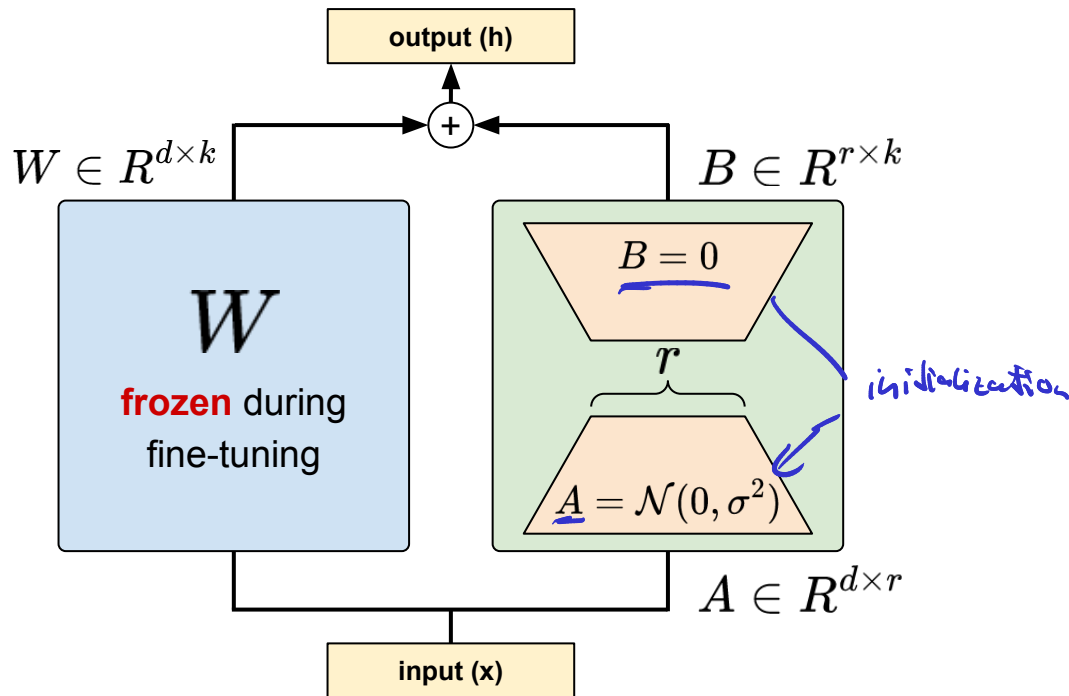 output (h)
+
W ∈ R^{d×k}
B ∈ R^{r×k}
B = 0
W
frozen during
fine-tuning
r
initialization
A = 𝒩(0, σ²)
A ∈ R^{d×r}
input (x)